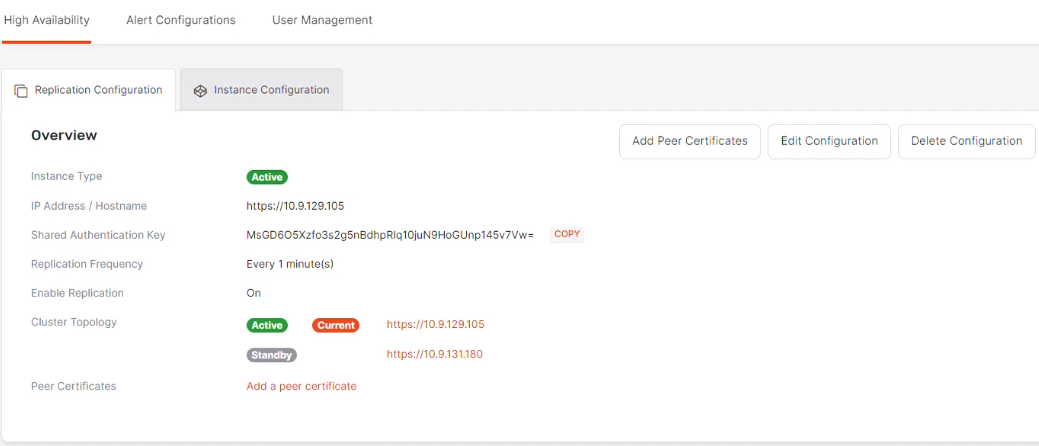 High Availability Alert Configurations User Management
Replication Configuration Instance Configuration
Overview
Add Peer Certificates Edit Configuration Delete Configuration
Instance Type Active
IP Address / Hostname https://10.9.129.105
Shared Authentication Key MsGD6O5Xzfo3s2g5nBdhpRIq10juN9HoGUnp145v7Vw= COPY
Replication Frequency Every 1 minute(s)
Enable Replication On
Cluster Topology Active Current https://10.9.129.105
Standby https://10.9.131.180
Peer Certificates Add a peer certificate